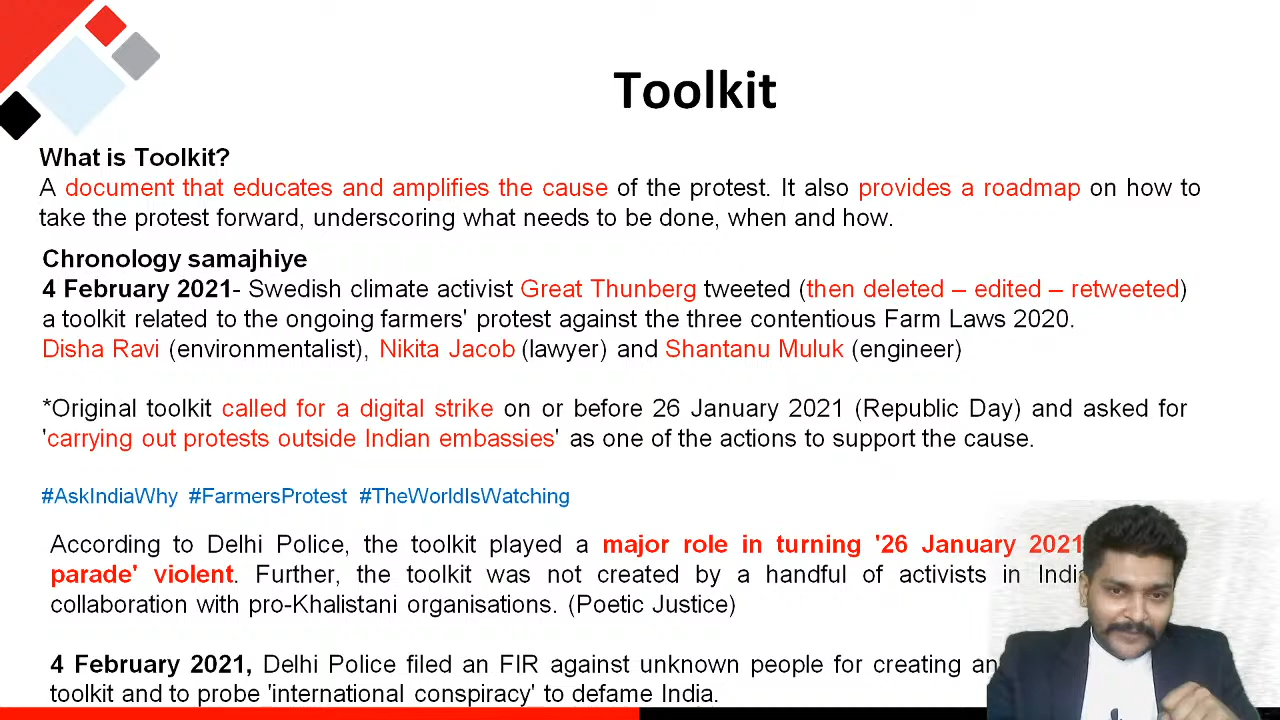 Toolkit
What is Toolkit?
A document that educates and amplifies the cause of the protest. It also provides a roadmap on how to
take the protest forward, underscoring what needs to be done, when and how.
Chronology samajhiye
4 February 2021- Swedish climate activist Great Thunberg tweeted (then deleted – edited – retweeted)
a toolkit related to the ongoing farmers' protest against the three contentious Farm Laws 2020.
Disha Ravi (environmentalist), Nikita Jacob (lawyer) and Shantanu Muluk (engineer)
*Original toolkit called for a digital strike on or before 26 January 2021 (Republic Day) and asked for
'carrying out protests outside Indian embassies' as one of the actions to support the cause.
#AskIndiaWhy #FarmersProtest #TheWorldIsWatching
According to Delhi Police, the toolkit played a major role in turning '26 January 2021
parade' violent. Further, the toolkit was not created by a handful of activists in
collaboration with pro-Khalistani organisations. (Poetic Justice)
4 February 2021, Delhi Police filed an FIR against unknown people for creating
toolkit and to probe 'international conspiracy' to defame India.